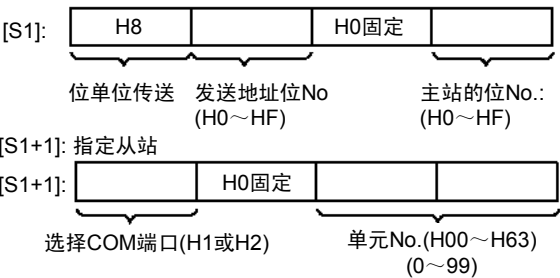 [S1]: H8 H0固定
位单位传送 发送地址位No 主站的位No.:
(H0～HF) (H0～HF)
[S1+1]: 指定从站
[S1+1]: H0固定
选择COM端口(H1或H2) 单元No.(H00～H63)
(0～99)